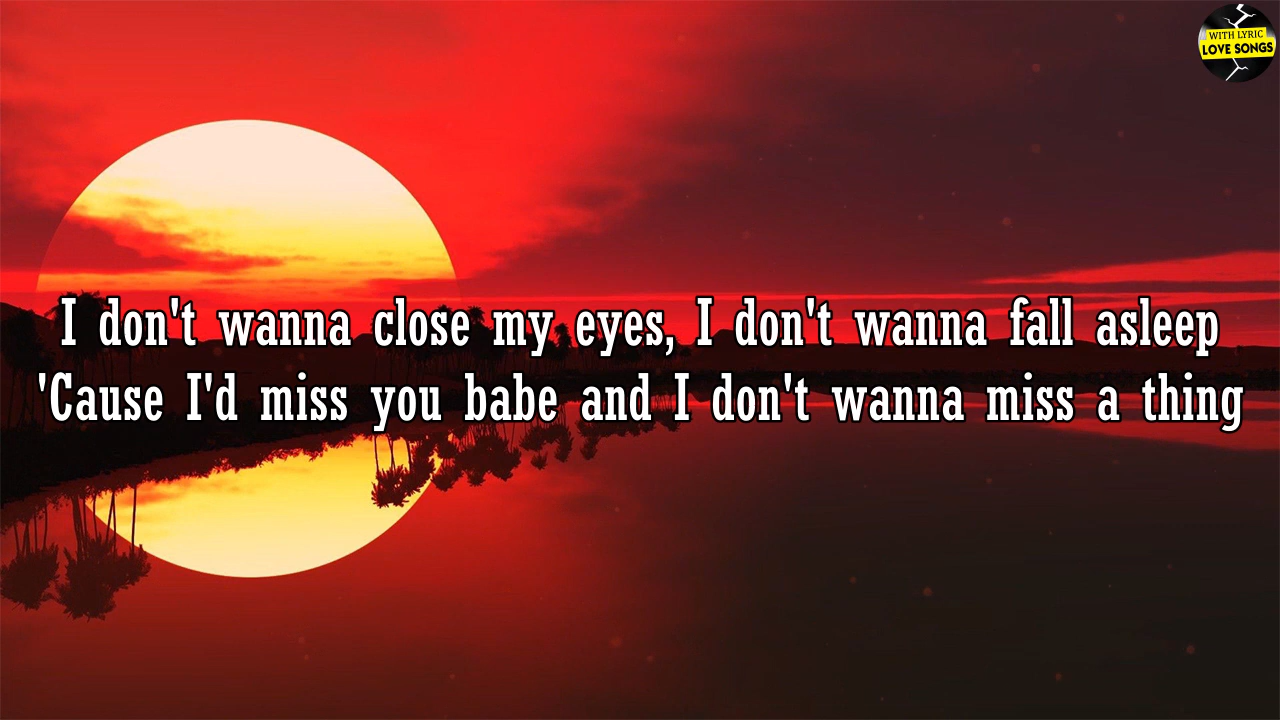 WITH LYRIC
LOVE SONGS
I don't wanna close my eyes, I don't wanna fall asleep
'Cause I'd miss you babe and I don't wanna miss a thing